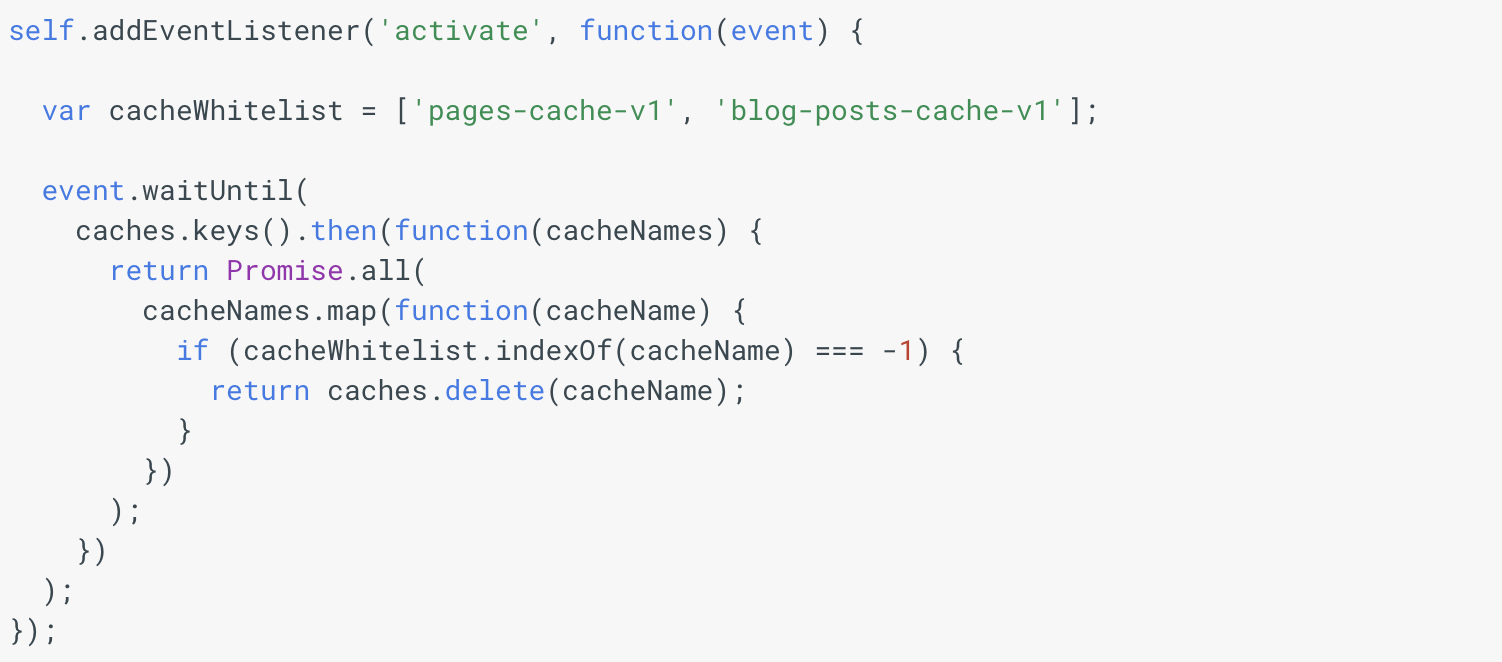 self.addEventListener('activate', function(event) {
  var cacheWhitelist = ['pages-cache-v1', 'blog-posts-cache-v1'];
  event.waitUntil(
    caches.keys().then(function(cacheNames) {
      return Promise.all(
        cacheNames.map(function(cacheName) {
          if (cacheWhitelist.indexOf(cacheName) === -1) {
            return caches.delete(cacheName);
          }
        })
      );
    })
  );
});